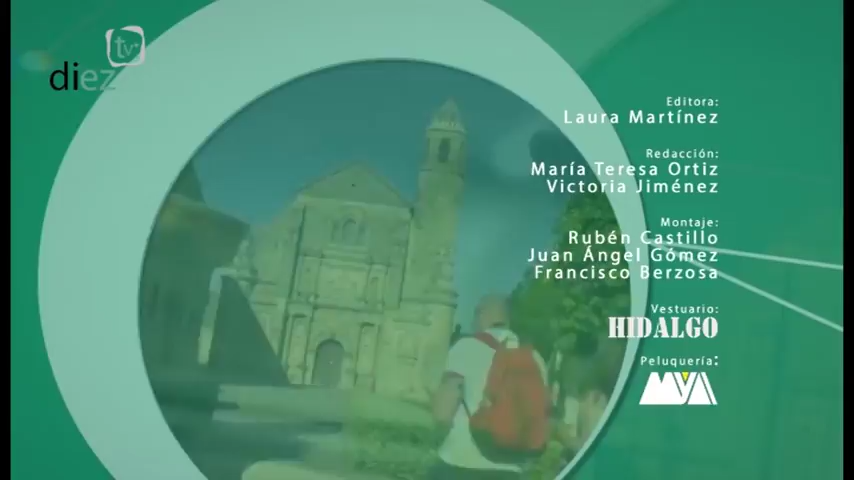 tv
diez
Editora:
Laura Martínez
Redacción:
María Teresa Ortiz
Victoria Jiménez
Montaje:
Rubén Castillo
Juan Ángel Gómez
Francisco Berzosa
Vestuario:
HIDALGO
Peluquería:
MYA